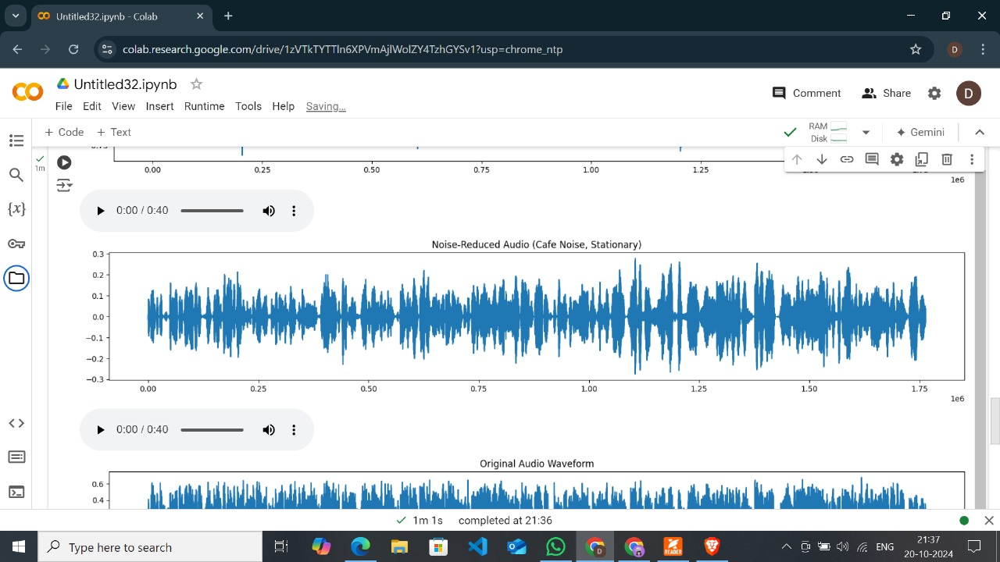 Untitled32.ipynb - Colab
colab.research.google.com/drive/1zVTkTYTTln6XPVmAjlWolZY4TzhGYSv1?usp=chrome_ntp
D
Untitled32.ipynb
File Edit View Insert Runtime Tools Help Saving…
Comment Share D
+ Code + Text
RAM
Disk
Gemini
1m
0.00 0.25 0.50 0.75 1.00 1.25
1e6
0:00 / 0:40
Noise-Reduced Audio (Cafe Noise, Stationary)
0.3
0.2
0.1
0.0
−0.1
−0.2
−0.3
0.00 0.25 0.50 0.75 1.00 1.25 1.50 1.75
1e6
0:00 / 0:40
Original Audio Waveform
0.6
0.4
1m 1s completed at 21:36
Type here to search
D
READER
ENG
21:37
20-10-2024